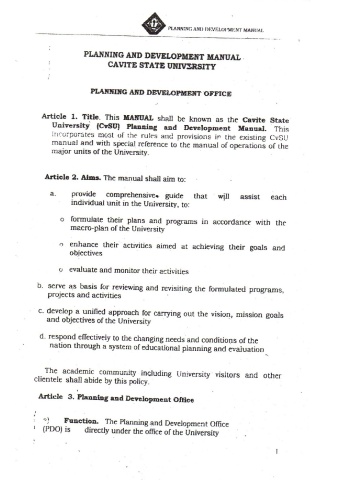 PLANNING AND DEVELOPMENT MANUAL
PLANNING AND DEVELOPMENT MANUAL
CAVITE STATE UNIVERSITY
PLANNING AND DEVELOPMENT OFFICE
Article 1. Title. This MANUAL shall be known as the Cavite State
University (CvSU) Planning and Development Manual. This
incorporates most of the rules and provisions in the existing CvSU
manual and with special reference to the manual of operations of the
major units of the University.
Article 2. Aims. The manual shall aim to:
a. provide comprehensive guide that will assist each
individual unit in the University, to:
o formulate their plans and programs in accordance with the
macro-plan of the University
o enhance their activities aimed at achieving their goals and
objectives
o evaluate and monitor their activities
b. serve as basis for reviewing and revisiting the formulated programs,
projects and activities
c. develop a unified approach for carrying out the vision, mission goals
and objectives of the University
d. respond effectively to the changing needs and conditions of the
nation through a system of educational planning and evaluation
The academic community including University visitors and other
clientele shall abide by this policy.
Article 3. Planning and Development Office
Function. The Planning and Development Office
(PDO) is directly under the office of the University
1